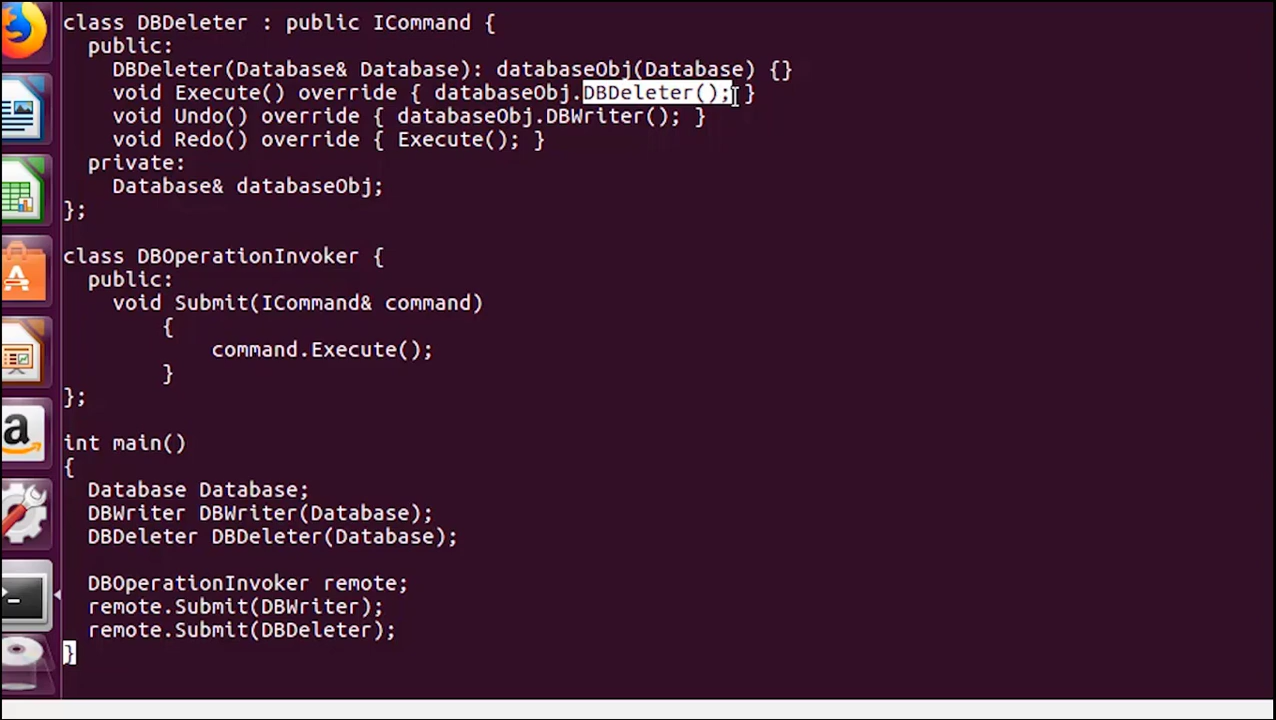 class DBDeleter : public ICommand {
public:
DBDeleter(Database& Database): databaseObj(Database) {}
void Execute() override { databaseObj.DBDeleter(); }
void Undo() override { databaseObj.DBWriter(); }
void Redo() override { Execute(); }
private:
Database& databaseObj;
};
class DBOperationInvoker {
public:
void Submit(ICommand& command)
{
command.Execute();
}
};
int main()
{
Database Database;
DBWriter DBWriter(Database);
DBDeleter DBDeleter(Database);
DBOperationInvoker remote;
remote.Submit(DBWriter);
remote.Submit(DBDeleter);
}